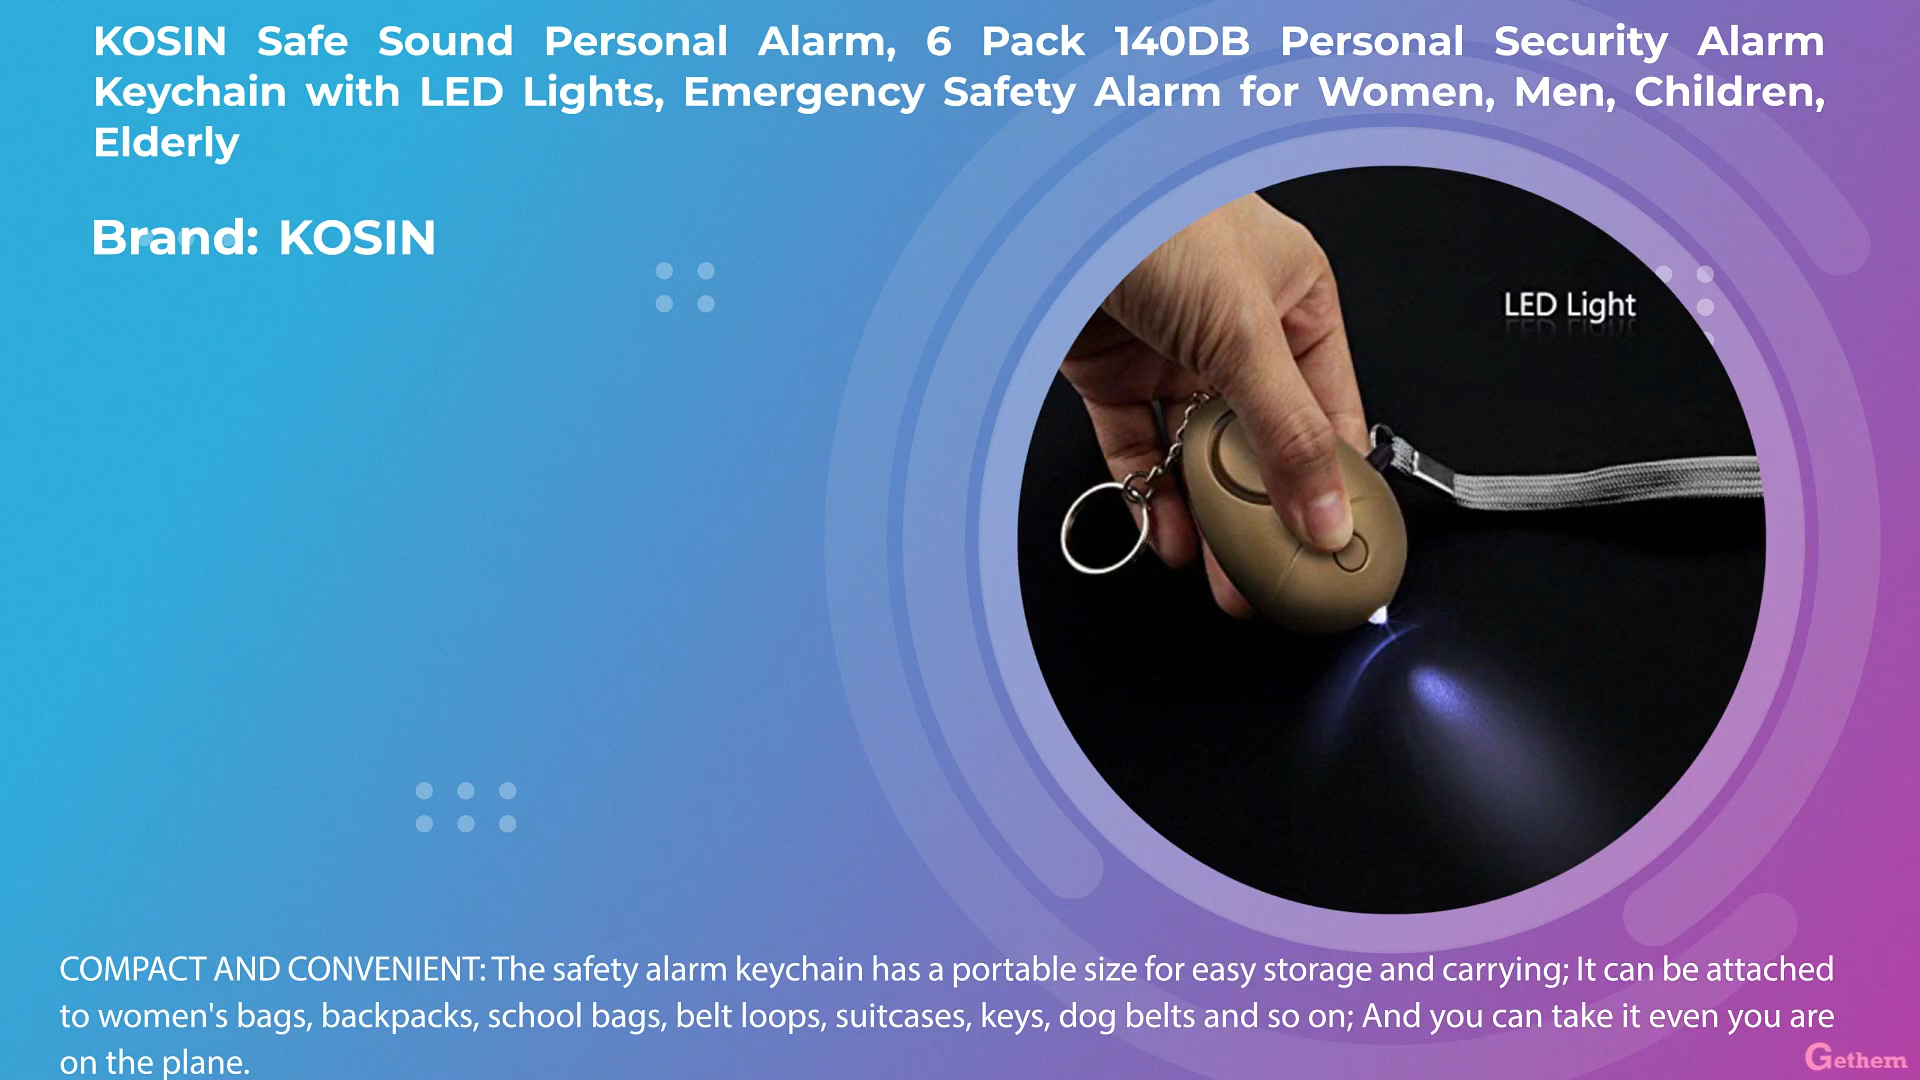 KOSIN Safe Sound Personal Alarm, 6 Pack 140DB Personal Security Alarm
Keychain with LED Lights, Emergency Safety Alarm for Women, Men, Children,
Elderly
Brand: KOSIN
LED Light
COMPACT AND CONVENIENT: The safety alarm keychain has a portable size for easy storage and carrying; It can be attached
to women's bags, backpacks, school bags, belt loops, suitcases, keys, dog belts and so on; And you can take it even you are
on the plane.
Gethem